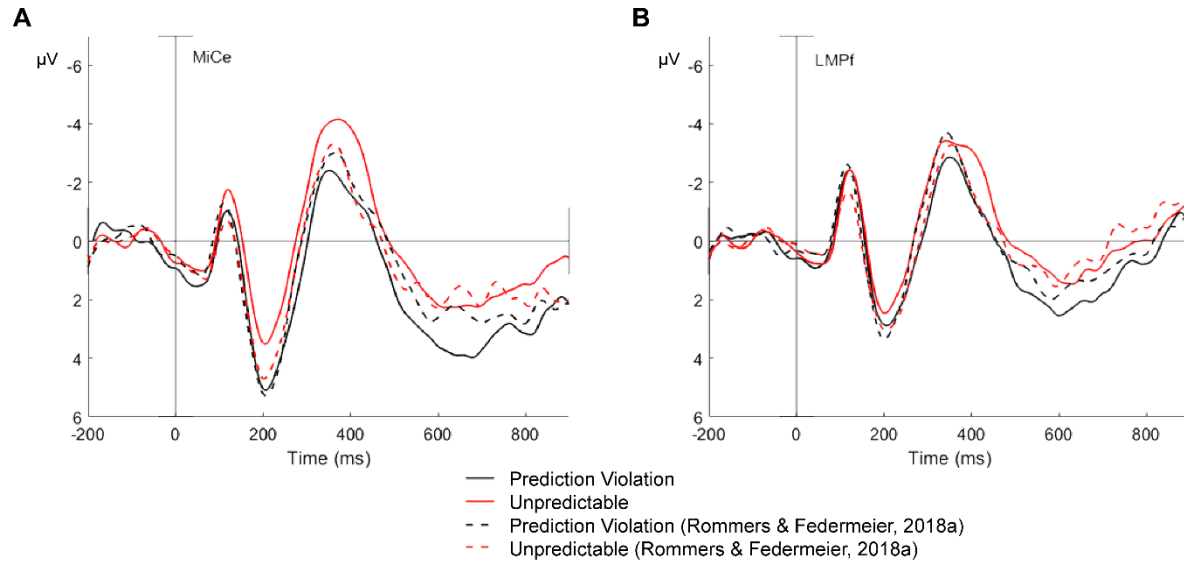 A
µV
MiCe
-6
-4
-2
0
2
4
6
-200 0 200 400 600 800
Time (ms)
B
µV
LMPf
-6
-4
-2
0
2
4
6
-200 0 200 400 600 800
Time (ms)
Prediction Violation
Unpredictable
Prediction Violation (Rommers & Federmeier, 2018a)
Unpredictable (Rommers & Federmeier, 2018a)